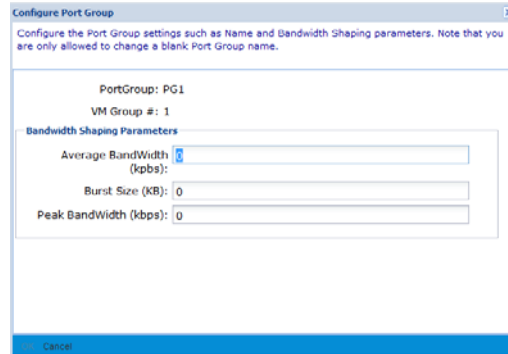 Configure Port Group
Configure the Port Group settings such as Name and Bandwidth Shaping parameters. Note that you
are only allowed to change a blank Port Group name.
PortGroup: PG1
VM Group #: 1
Bandwidth Shaping Parameters
Average BandWidth 0
(kpbs):
Burst Size (KB): 0
Peak BandWidth (kbps): 0
OK Cancel